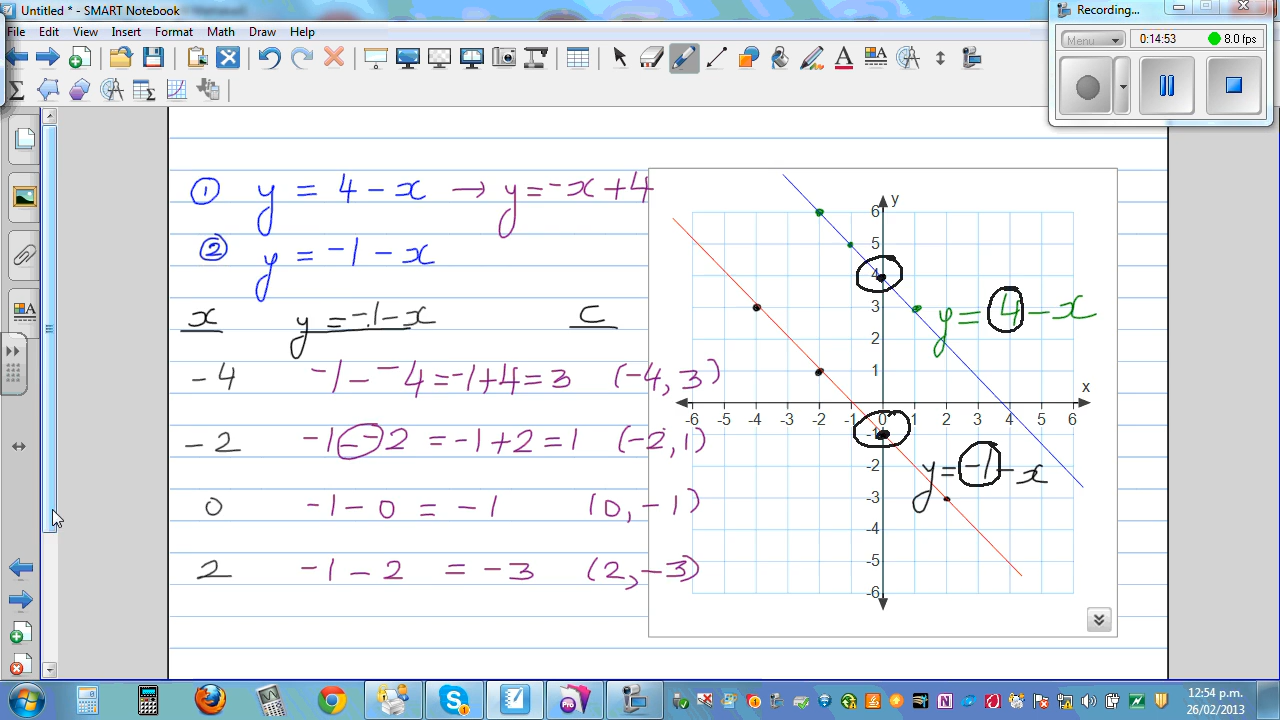 Untitled * - SMART Notebook
Recording...
File Edit View Insert Format Math Draw Help
Menu 0:14:53 8.0 fps
① y = 4 - x → y = -x + 4
② y = -1 - x
x y = -1 - x C
-4 -1 - -4 = -1 + 4 = 3 (-4, 3)
-2 -1 - -2 = -1 + 2 = 1 (-2, 1)
0 -1 - 0 = -1 (0, -1)
2 -1 - 2 = -3 (2, -3)
y
6
5
4
3
y = 4 - x
2
1
x
-6 -5 -4 -3 -2 -1 0 1 2 3 4 5 6
-1
-2
y = -1 - x
-3
-4
-5
-6
12:54 p.m.
26/02/2013